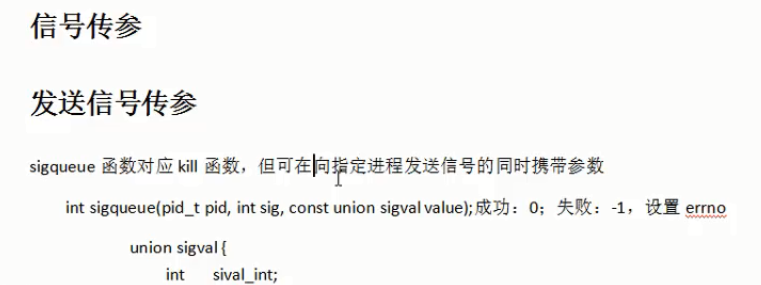 信号传参
发送信号传参
sigqueue 函数对应 kill 函数，但可在向指定进程发送信号的同时携带参数
int sigqueue(pid_t pid, int sig, const union sigval value);成功：0；失败：-1，设置 errno
union sigval {
int sival_int;